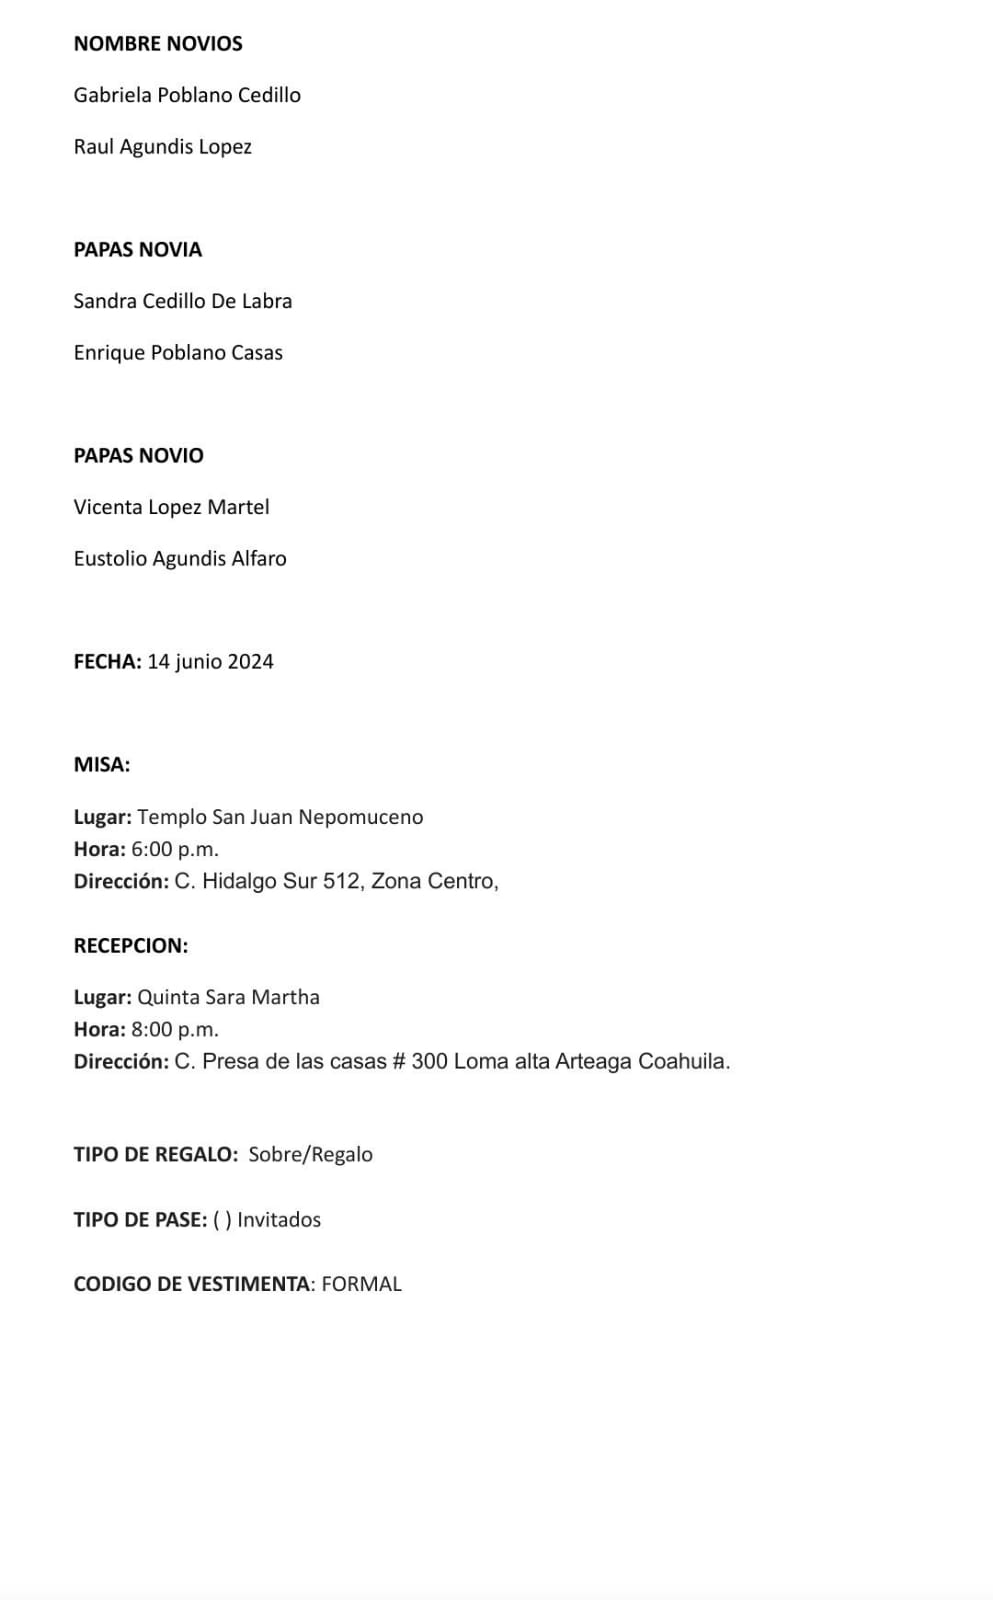 NOMBRE NOVIOS
Gabriela Poblano Cedillo
Raul Agundis Lopez
PAPAS NOVIA
Sandra Cedillo De Labra
Enrique Poblano Casas
PAPAS NOVIO
Vicenta Lopez Martel
Eustolio Agundis Alfaro
FECHA: 14 junio 2024
MISA:
Lugar: Templo San Juan Nepomuceno
Hora: 6:00 p.m.
Dirección: C. Hidalgo Sur 512, Zona Centro,
RECEPCION:
Lugar: Quinta Sara Martha
Hora: 8:00 p.m.
Dirección: C. Presa de las casas # 300 Loma alta Arteaga Coahuila.
TIPO DE REGALO: Sobre/Regalo
TIPO DE PASE: ( ) Invitados
CODIGO DE VESTIMENTA: FORMAL